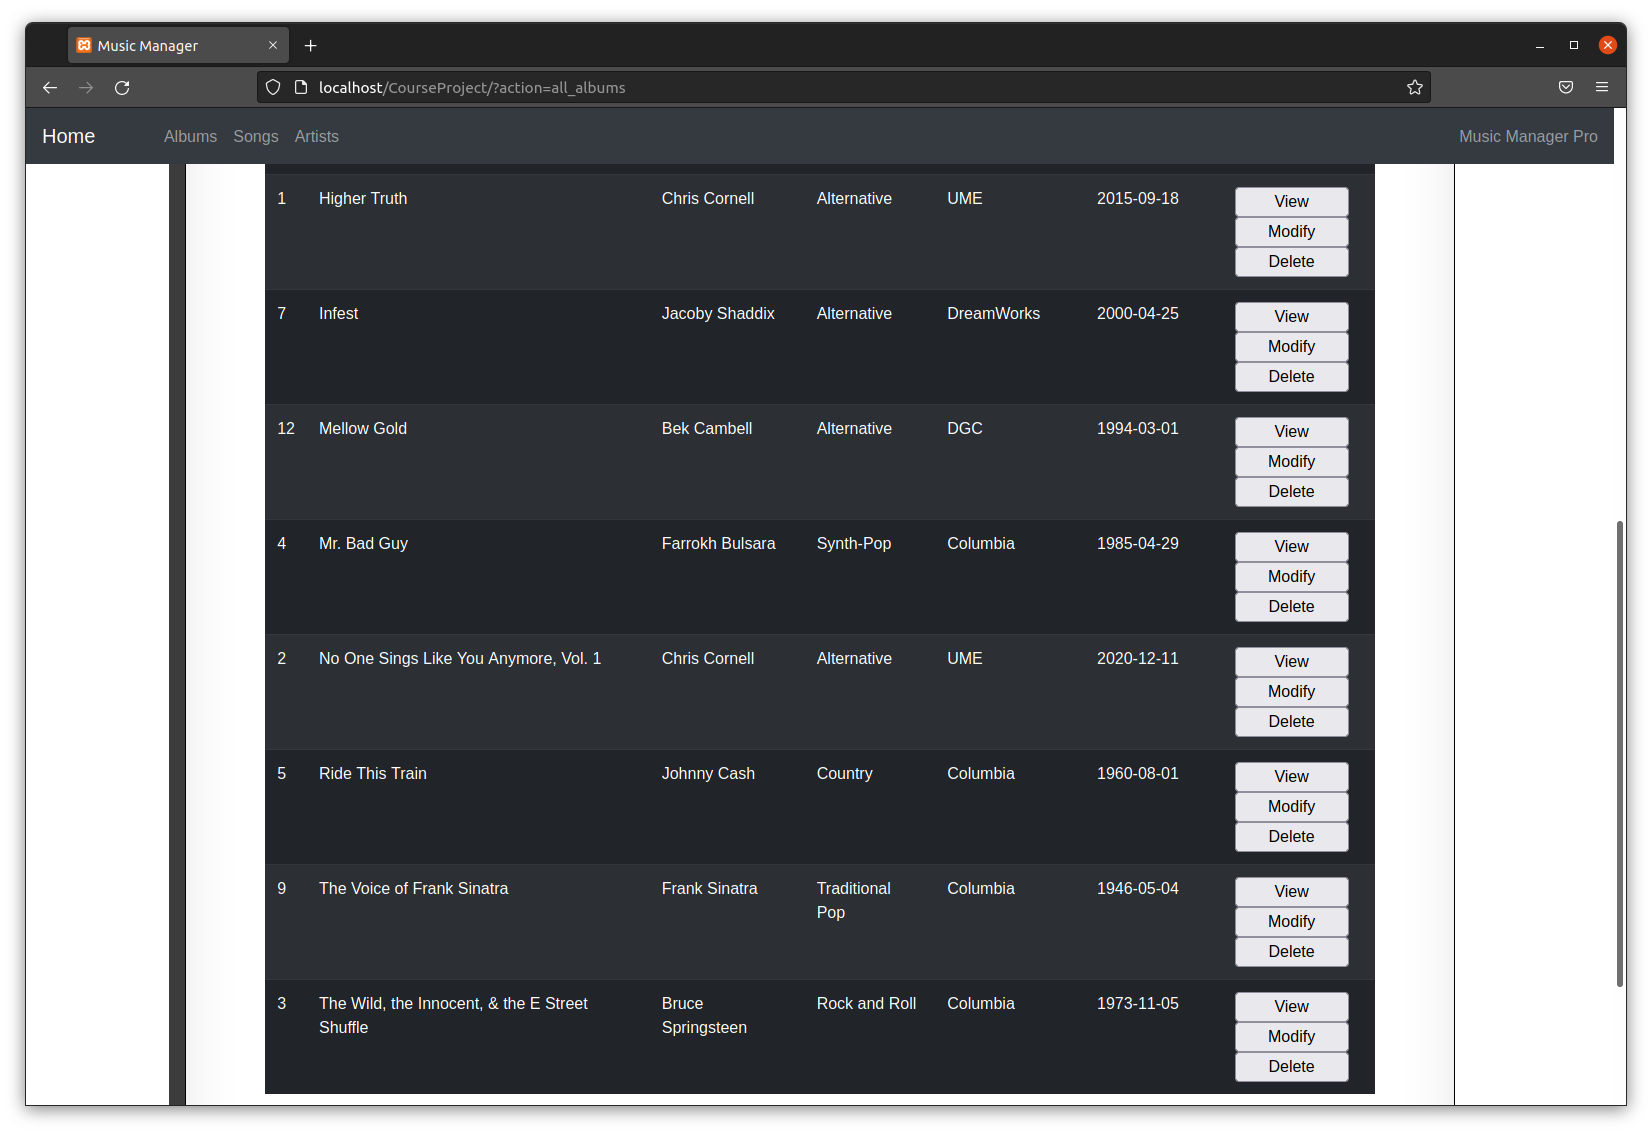 Music Manager
localhost/CourseProject/?action=all_albums
Home Albums Songs Artists Music Manager Pro
1 Higher Truth Chris Cornell Alternative UME 2015-09-18 View
Modify
Delete
7 Infest Jacoby Shaddix Alternative DreamWorks 2000-04-25 View
Modify
Delete
12 Mellow Gold Bek Cambell Alternative DGC 1994-03-01 View
Modify
Delete
4 Mr. Bad Guy Farrokh Bulsara Synth-Pop Columbia 1985-04-29 View
Modify
Delete
2 No One Sings Like You Anymore, Vol. 1 Chris Cornell Alternative UME 2020-12-11 View
Modify
Delete
5 Ride This Train Johnny Cash Country Columbia 1960-08-01 View
Modify
Delete
9 The Voice of Frank Sinatra Frank Sinatra Traditional Columbia 1946-05-04 View
Pop Modify
Delete
3 The Wild, the Innocent, & the E Street Bruce Rock and Roll Columbia 1973-11-05 View
Shuffle Springsteen Modify
Delete